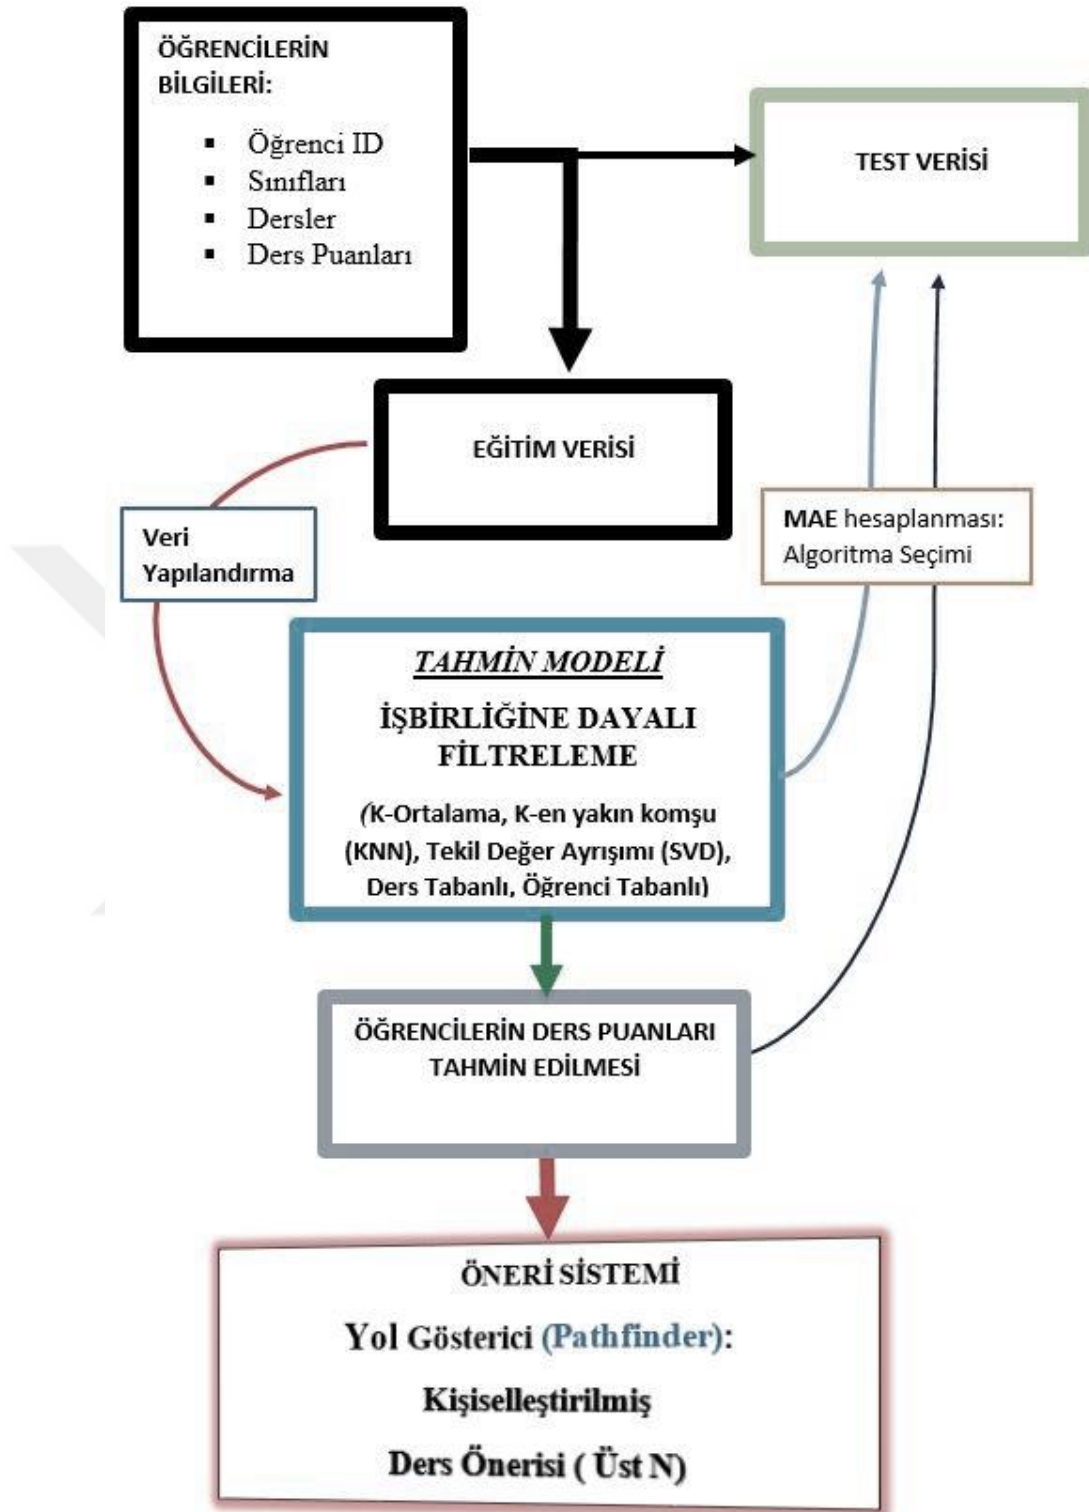 ÖĞRENCİLERİN
BİLGİLERİ:
▪ Öğrenci ID
▪ Sınıfları
▪ Dersler
▪ Ders Puanları
TEST VERİSİ
EĞİTİM VERİSİ
Veri
Yapılandırma
MAE hesaplanması:
Algoritma Seçimi
TAHMİN MODELİ
İŞBİRLİĞİNE DAYALI
FİLTRELEME
(K-Ortalama, K-en yakın komşu
(KNN), Tekil Değer Ayrışımı (SVD),
Ders Tabanlı, Öğrenci Tabanlı)
ÖĞRENCİLERİN DERS PUANLARI
TAHMİN EDİLMESİ
ÖNERİ SİSTEMİ
Yol Gösterici (Pathfinder):
Kişiselleştirilmiş
Ders Önerisi ( Üst N)